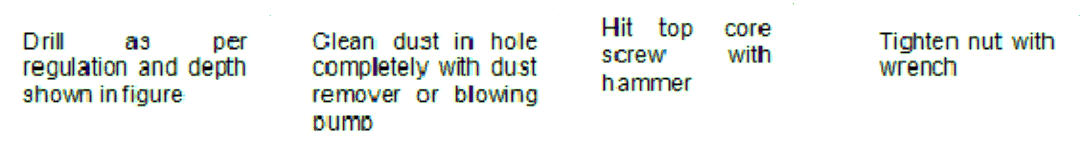 Drill as per
regulation and depth
shown in figure
Clean dust in hole
completely with dust
remover or blowing
pump
Hit top core
screw with
hammer
Tighten nut with
wrench